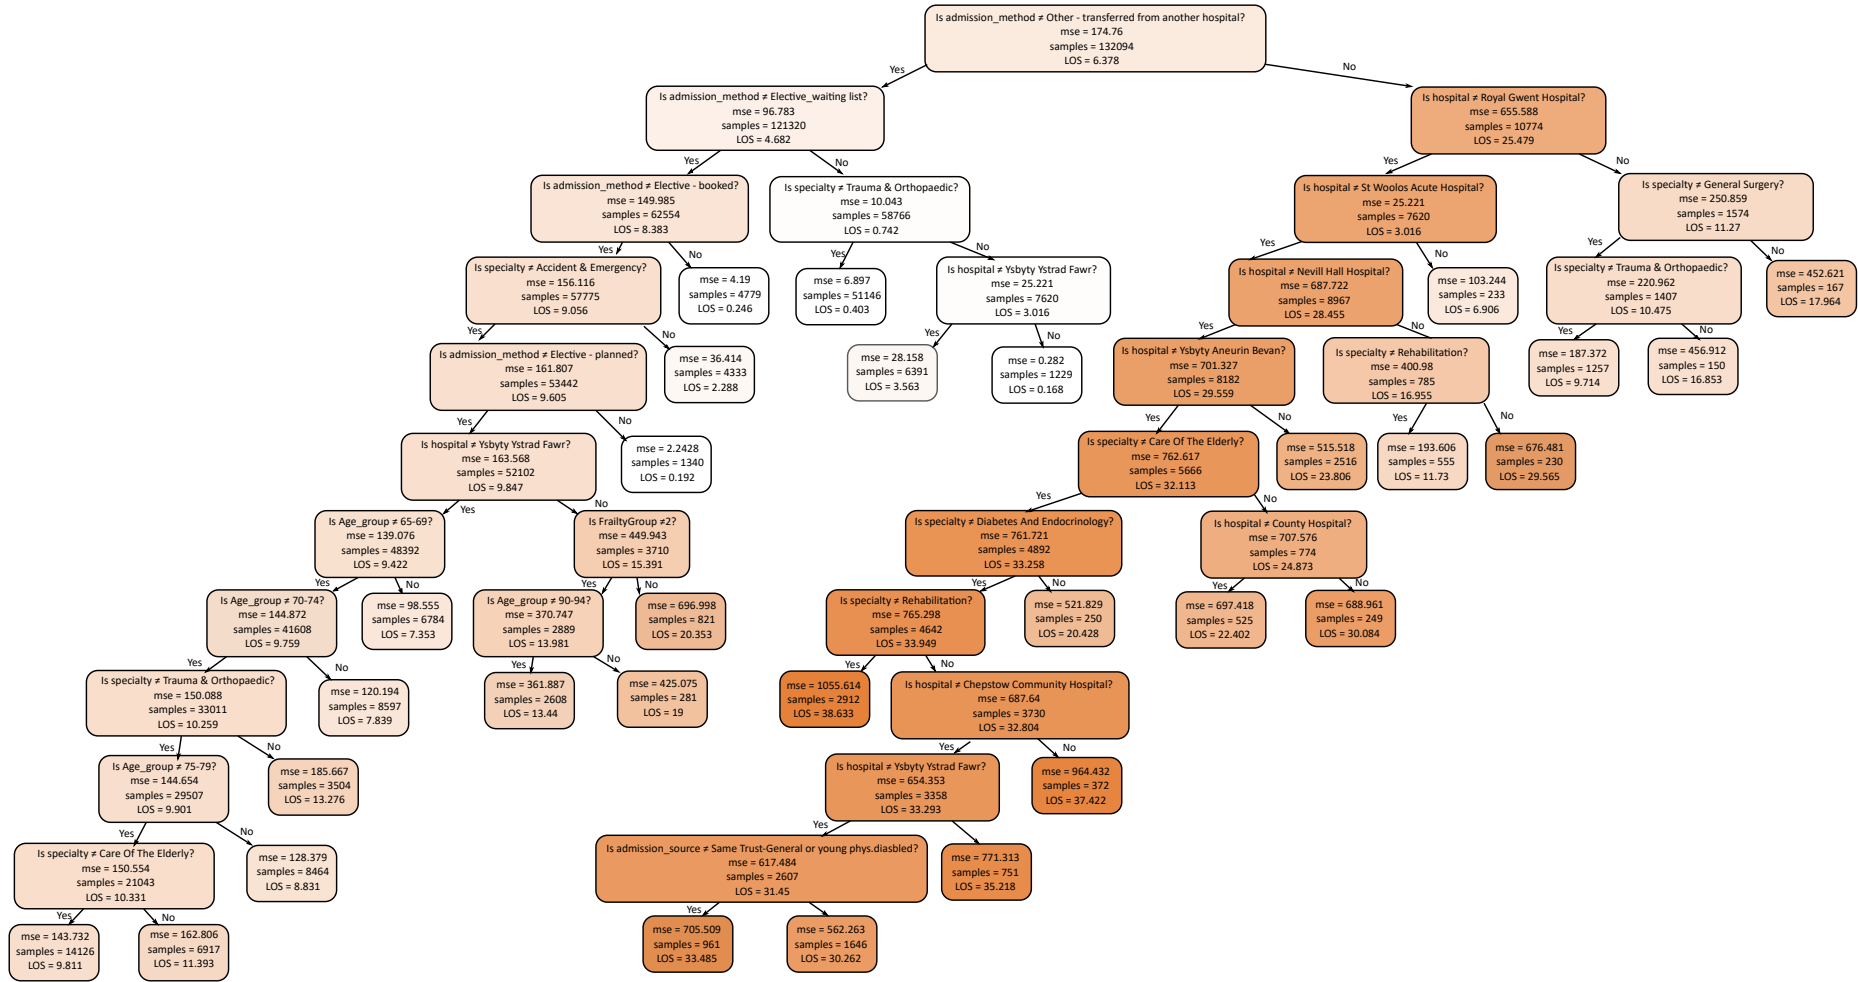 Is admission_method ≠ Other - transferred from another hospital?
mse = 174.76
samples = 132094
LOS = 6.378
Yes
No
Is admission_method ≠ Elective_waiting list?
mse = 96.783
samples = 121320
LOS = 4.682
Is hospital ≠ Royal Gwent Hospital?
mse = 655.588
samples = 10774
LOS = 25.479
Yes
No
Yes
No
Is admission_method ≠ Elective - booked?
mse = 149.985
samples = 62554
LOS = 8.383
Is specialty ≠ Trauma & Orthopaedic?
mse = 10.043
samples = 58766
LOS = 0.742
Is hospital ≠ St Woolos Acute Hospital?
mse = 25.221
samples = 7620
LOS = 3.016
Is specialty ≠ General Surgery?
mse = 250.859
samples = 1574
LOS = 11.27
Yes
No
Yes
No
Yes
No
Yes
No
Is specialty ≠ Accident & Emergency?
mse = 156.116
samples = 57775
LOS = 9.056
mse = 4.19
samples = 4779
LOS = 0.246
mse = 6.897
samples = 51146
LOS = 0.403
Is hospital ≠ Ysbyty Ystrad Fawr?
mse = 25.221
samples = 7620
LOS = 3.016
Is hospital ≠ Nevill Hall Hospital?
mse = 687.722
samples = 8967
LOS = 28.455
mse = 103.244
samples = 233
LOS = 6.906
Is specialty ≠ Trauma & Orthopaedic?
mse = 220.962
samples = 1407
LOS = 10.475
mse = 452.621
samples = 167
LOS = 17.964
Yes
No
Yes
No
Yes
No
Yes
No
Is admission_method ≠ Elective - planned?
mse = 161.807
samples = 53442
LOS = 9.605
mse = 36.414
samples = 4333
LOS = 2.288
mse = 28.158
samples = 6391
LOS = 3.563
mse = 0.282
samples = 1229
LOS = 0.168
Is hospital ≠ Ysbyty Aneurin Bevan?
mse = 701.327
samples = 8182
LOS = 29.559
Is specialty ≠ Rehabilitation?
mse = 400.98
samples = 785
LOS = 16.955
mse = 187.372
samples = 1257
LOS = 9.714
mse = 456.912
samples = 150
LOS = 16.853
Yes
No
Yes
No
Yes
No
Is hospital ≠ Ysbyty Ystrad Fawr?
mse = 163.568
samples = 52102
LOS = 9.847
mse = 2.2428
samples = 1340
LOS = 0.192
Is specialty ≠ Care Of The Elderly?
mse = 762.617
samples = 5666
LOS = 32.113
mse = 515.518
samples = 2516
LOS = 23.806
mse = 193.606
samples = 555
LOS = 11.73
mse = 676.481
samples = 230
LOS = 29.565
Yes
No
Yes
No
Is Age_group ≠ 65-69?
mse = 139.076
samples = 48392
LOS = 9.422
Is FrailtyGroup ≠2?
mse = 449.943
samples = 3710
LOS = 15.391
Is specialty ≠ Diabetes And Endocrinology?
mse = 761.721
samples = 4892
LOS = 33.258
Is hospital ≠ County Hospital?
mse = 707.576
samples = 774
LOS = 24.873
Yes
No
Yes
No
Yes
No
Yes
No
Is Age_group ≠ 70-74?
mse = 144.872
samples = 41608
LOS = 9.759
mse = 98.555
samples = 6784
LOS = 7.353
Is Age_group ≠ 90-94?
mse = 370.747
samples = 2889
LOS = 13.981
mse = 696.998
samples = 821
LOS = 20.353
Is specialty ≠ Rehabilitation?
mse = 765.298
samples = 4642
LOS = 33.949
mse = 521.829
samples = 250
LOS = 20.428
mse = 697.418
samples = 525
LOS = 22.402
mse = 688.961
samples = 249
LOS = 30.084
Yes
No
Yes
No
Yes
No
Is specialty ≠ Trauma & Orthopaedic?
mse = 150.088
samples = 33011
LOS = 10.259
mse = 120.194
samples = 8597
LOS = 7.839
mse = 361.887
samples = 2608
LOS = 13.44
mse = 425.075
samples = 281
LOS = 19
mse = 1055.614
samples = 2912
LOS = 38.633
Is hospital ≠ Chepstow Community Hospital?
mse = 687.64
samples = 3730
LOS = 32.804
Yes
No
Yes
No
Is Age_group ≠ 75-79?
mse = 144.654
samples = 29507
LOS = 9.901
mse = 185.667
samples = 3504
LOS = 13.276
Is hospital ≠ Ysbyty Ystrad Fawr?
mse = 654.353
samples = 3358
LOS = 33.293
mse = 964.432
samples = 372
LOS = 37.422
Yes
No
Yes
Is specialty ≠ Care Of The Elderly?
mse = 150.554
samples = 21043
LOS = 10.331
mse = 128.379
samples = 8464
LOS = 8.831
Is admission_source ≠ Same Trust-General or young phys.diasbled?
mse = 617.484
samples = 2607
LOS = 31.45
mse = 771.313
samples = 751
LOS = 35.218
Yes
No
Yes
mse = 143.732
samples = 14126
LOS = 9.811
mse = 162.806
samples = 6917
LOS = 11.393
mse = 705.509
samples = 961
LOS = 33.485
mse = 562.263
samples = 1646
LOS = 30.262